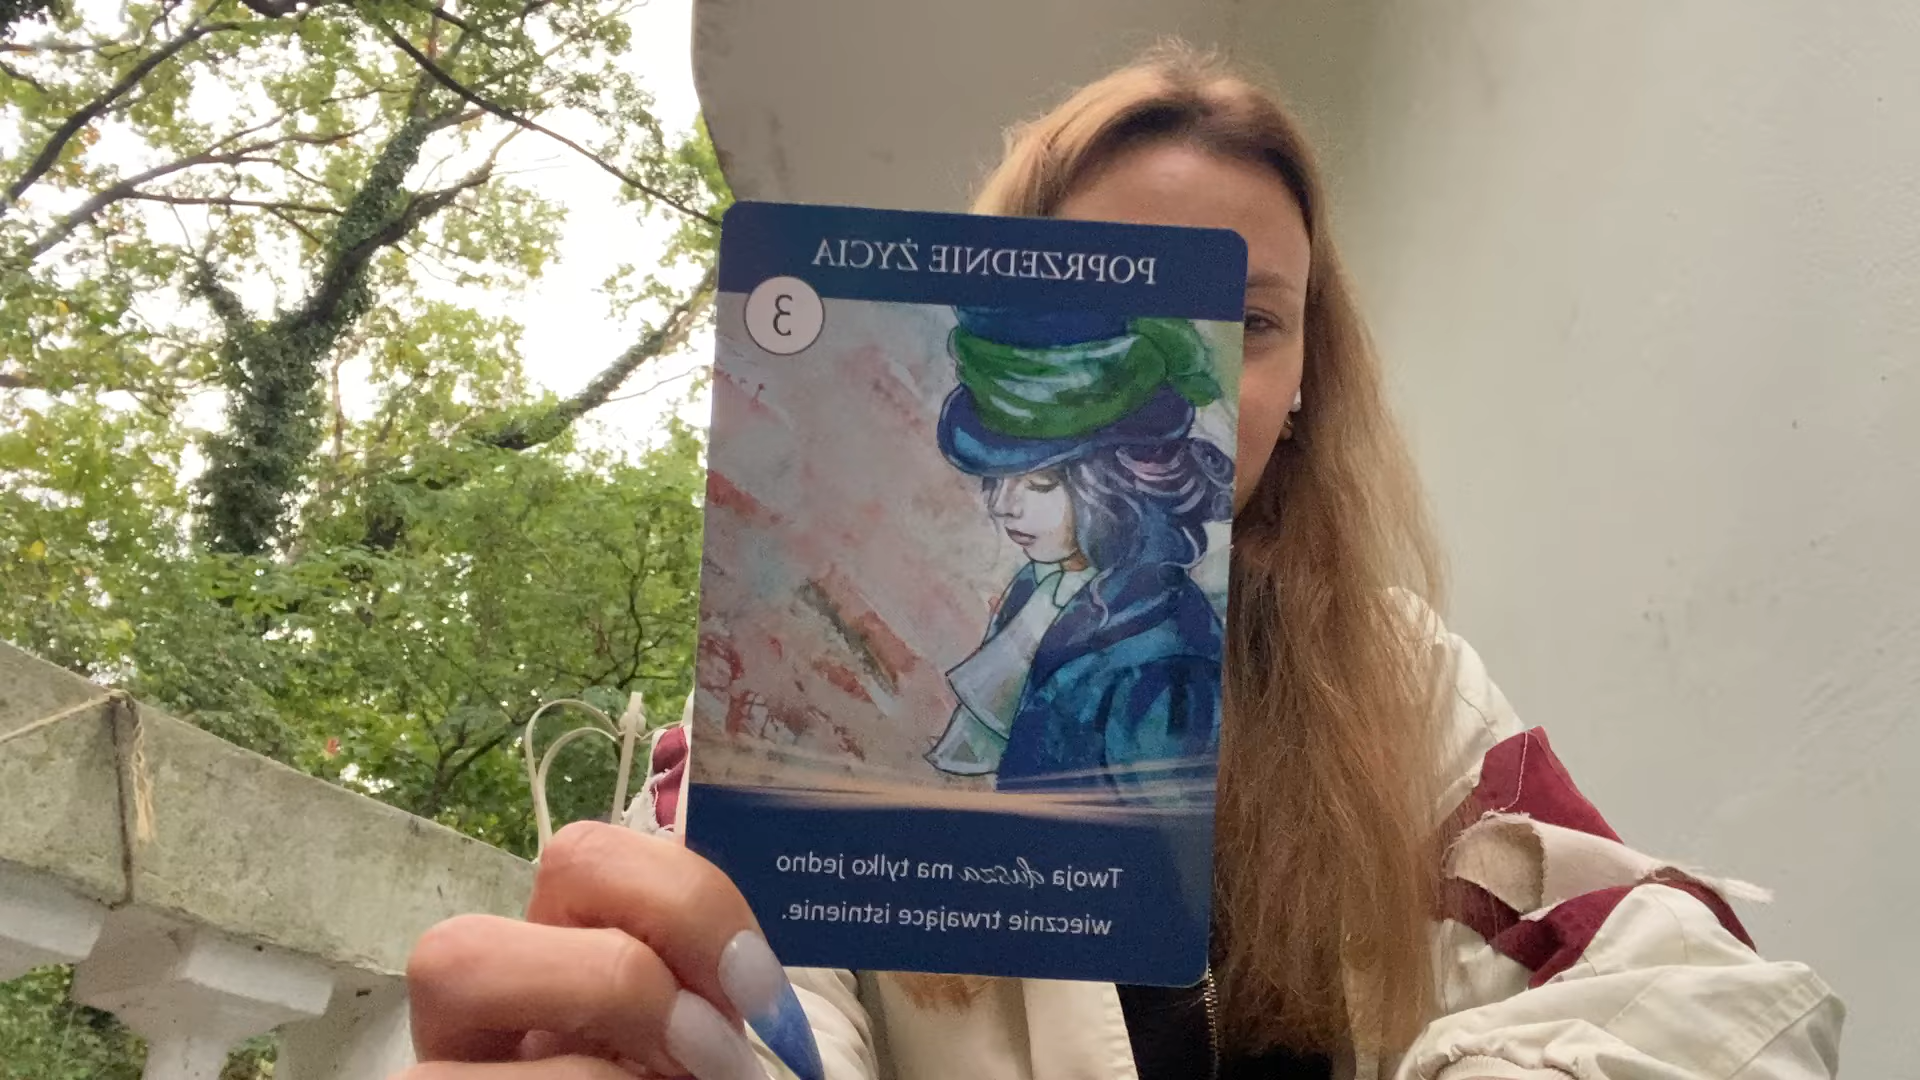 POPRZEDNIE ŻYCIA
3
Twoja dusza ma tylko jedno
wiecznie trwające istnienie.